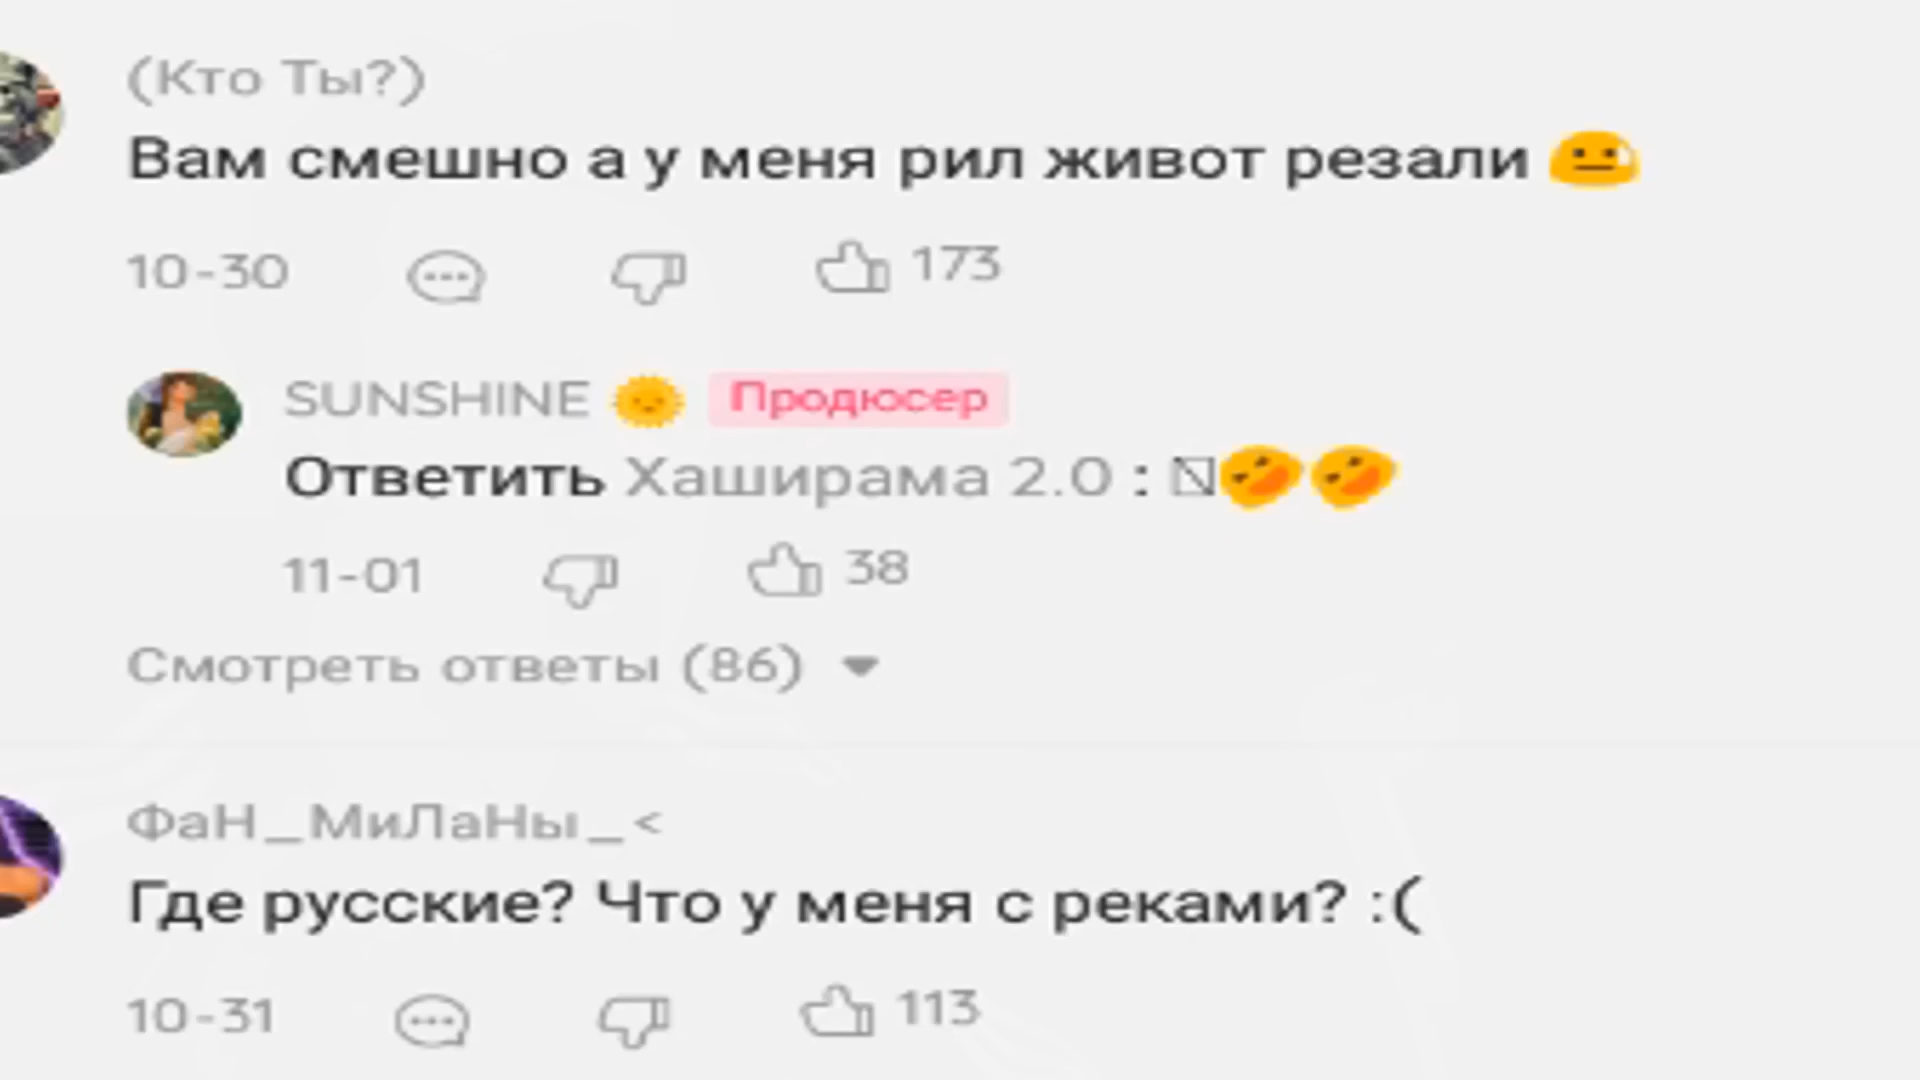 (Кто Ты?)
Вам смешно а у меня рил живот резали 😐
10-30 173
SUNSHINE 🌞 Продюсер
Ответить Хаширама 2.0 : 🤣🤣
11-01 38
Смотреть ответы (86)
ФаН_МиЛаНы_<
Где русские? Что у меня с реками? :(
10-31 113